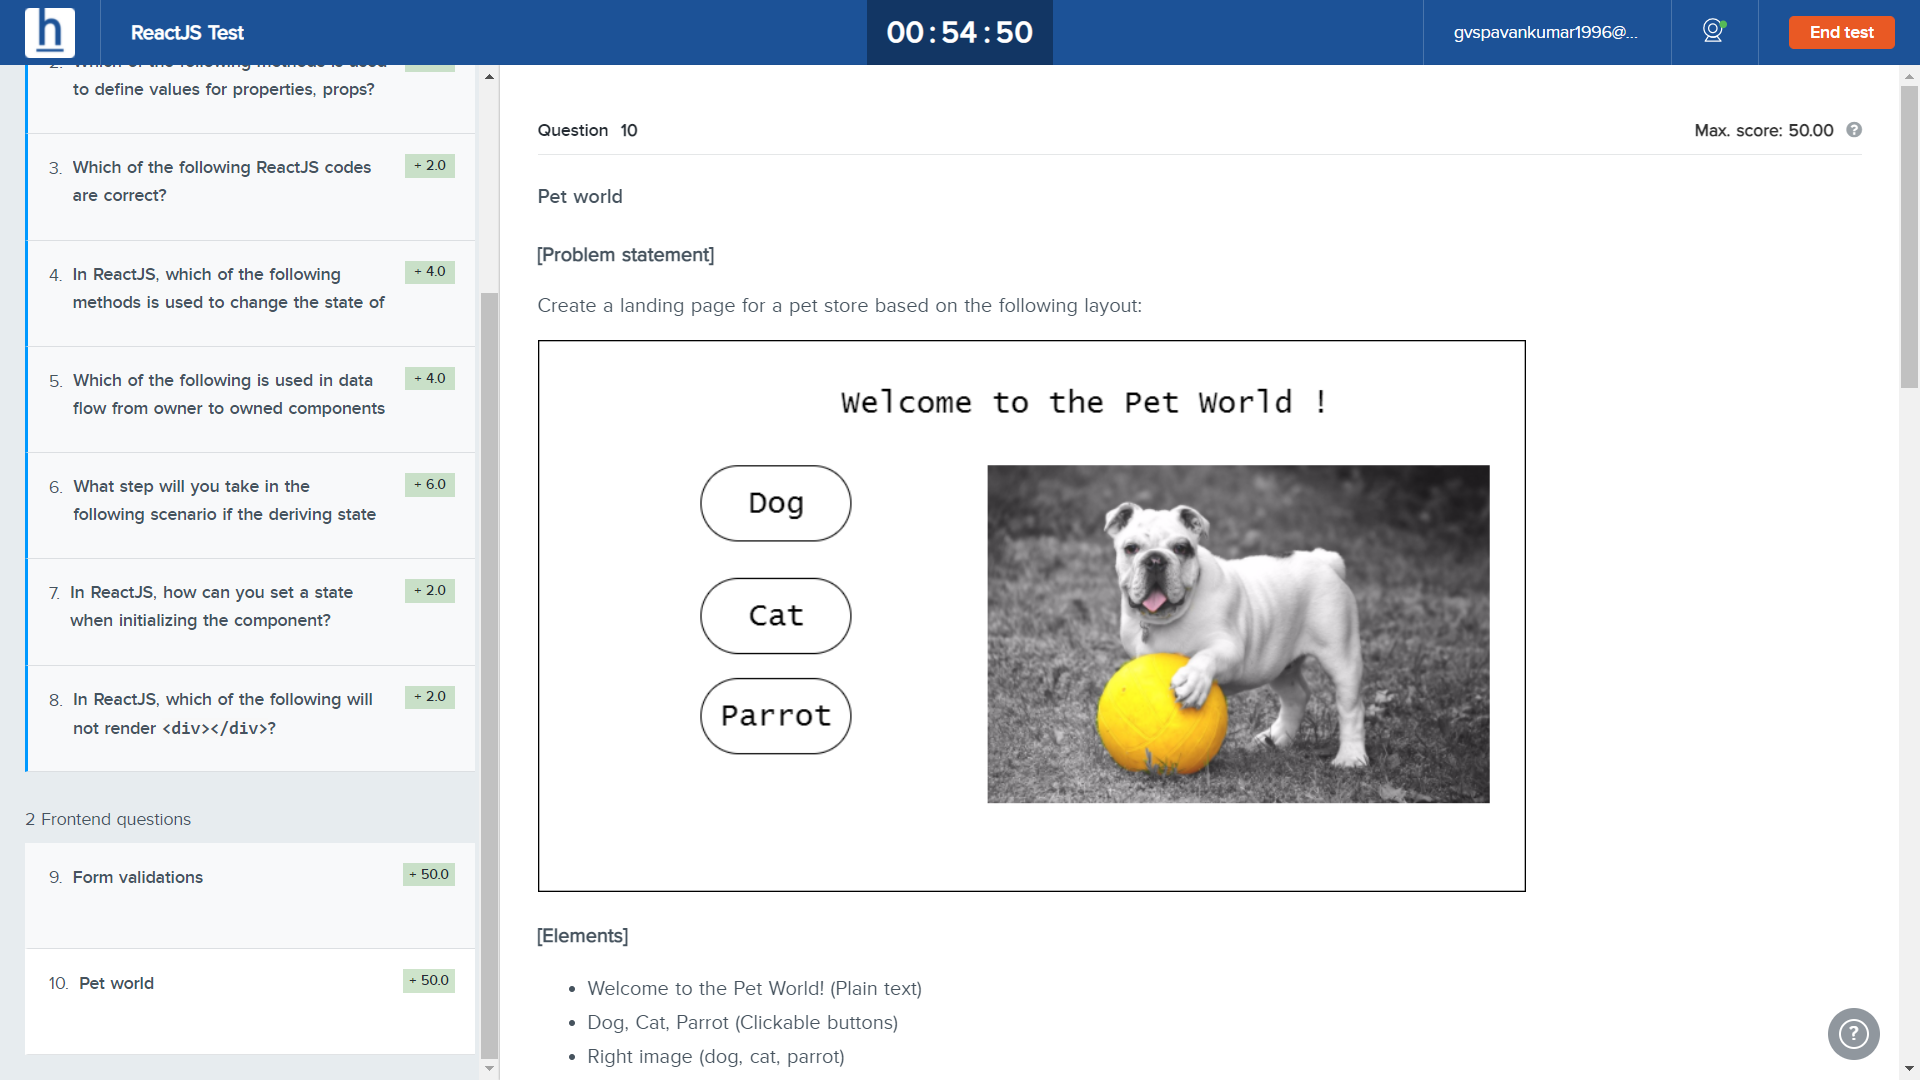 h
ReactJS Test
00:54:50
gvspavankumar1996@...
End test
2. Which of the following methods is used
to define values for properties, props?
3. Which of the following ReactJS codes
are correct?
+ 2.0
4. In ReactJS, which of the following
methods is used to change the state of
+ 4.0
5. Which of the following is used in data
flow from owner to owned components
+ 4.0
6. What step will you take in the
following scenario if the deriving state
+ 6.0
7. In ReactJS, how can you set a state
when initializing the component?
+ 2.0
8. In ReactJS, which of the following will
not render <div></div>?
+ 2.0
2 Frontend questions
9. Form validations
+ 50.0
10. Pet world
+ 50.0
Question 10
Max. score: 50.00 ?
Pet world
[Problem statement]
Create a landing page for a pet store based on the following layout:
Welcome to the Pet World !
Dog
Cat
Parrot
[Elements]
• Welcome to the Pet World! (Plain text)
• Dog, Cat, Parrot (Clickable buttons)
• Right image (dog, cat, parrot)
?